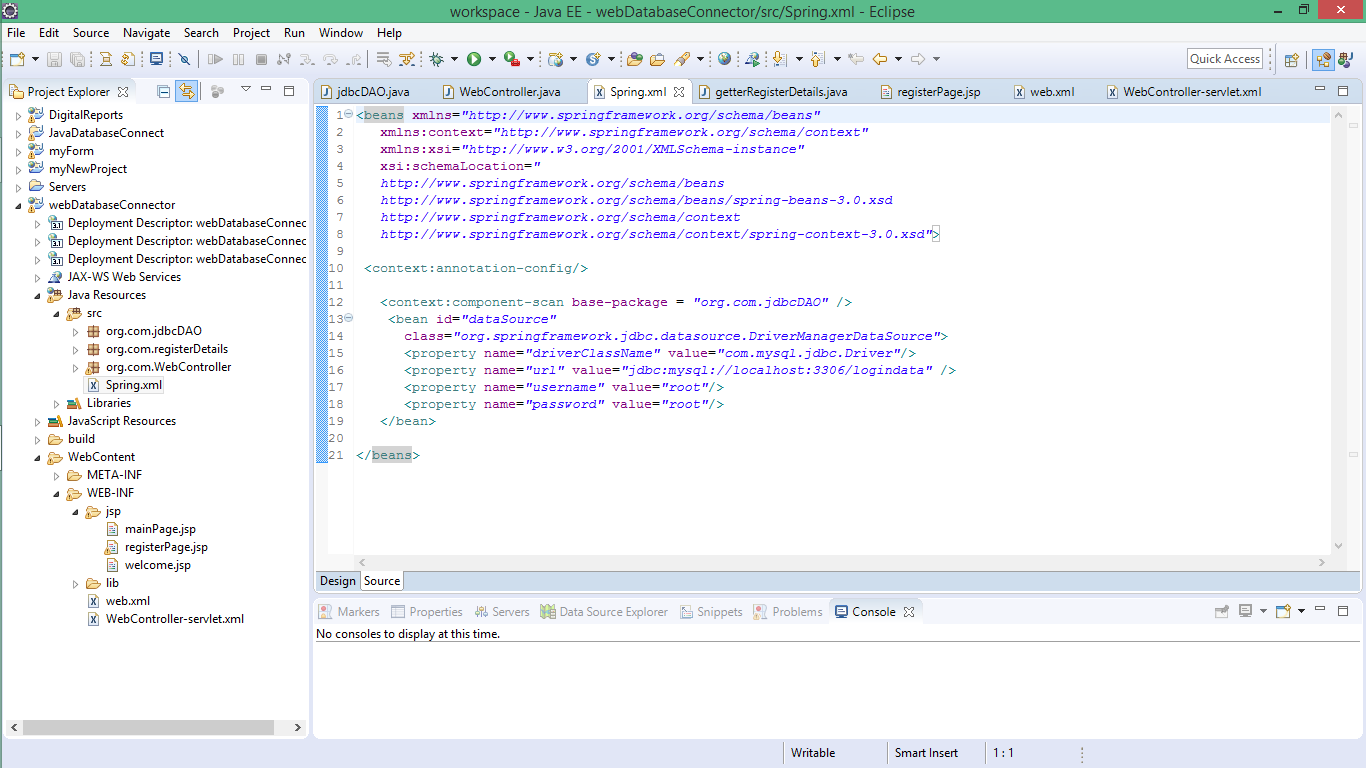 workspace - Java EE - webDatabaseConnector/src/Spring.xml - Eclipse
File Edit Source Navigate Search Project Run Window Help
Quick Access
Project Explorer
DigitalReports
JavaDatabaseConnect
myForm
myNewProject
Servers
webDatabaseConnector
3.1 Deployment Descriptor: webDatabaseConnec
3.1 Deployment Descriptor: webDatabaseConnec
3.1 Deployment Descriptor: webDatabaseConnec
JAX-WS Web Services
Java Resources
src
org.com.jdbcDAO
org.com.registerDetails
org.com.WebController
Spring.xml
Libraries
JavaScript Resources
build
WebContent
META-INF
WEB-INF
jsp
mainPage.jsp
registerPage.jsp
welcome.jsp
lib
web.xml
WebController-servlet.xml
jdbcDAO.java WebController.java Spring.xml getterRegisterDetails.java registerPage.jsp web.xml WebController-servlet.xml
1 <beans xmlns="http://www.springframework.org/schema/beans"
2 xmlns:context="http://www.springframework.org/schema/context"
3 xmlns:xsi="http://www.w3.org/2001/XMLSchema-instance"
4 xsi:schemaLocation="
5 http://www.springframework.org/schema/beans
6 http://www.springframework.org/schema/beans/spring-beans-3.0.xsd
7 http://www.springframework.org/schema/context
8 http://www.springframework.org/schema/context/spring-context-3.0.xsd">
9
10 <context:annotation-config/>
11
12 <context:component-scan base-package = "org.com.jdbcDAO" />
13 <bean id="dataSource"
14 class="org.springframework.jdbc.datasource.DriverManagerDataSource">
15 <property name="driverClassName" value="com.mysql.jdbc.Driver"/>
16 <property name="url" value="jdbc:mysql://localhost:3306/logindata" />
17 <property name="username" value="root"/>
18 <property name="password" value="root"/>
19 </bean>
20
21 </beans>
Design Source
Markers Properties Servers Data Source Explorer Snippets Problems Console
No consoles to display at this time.
Writable Smart Insert 1 : 1